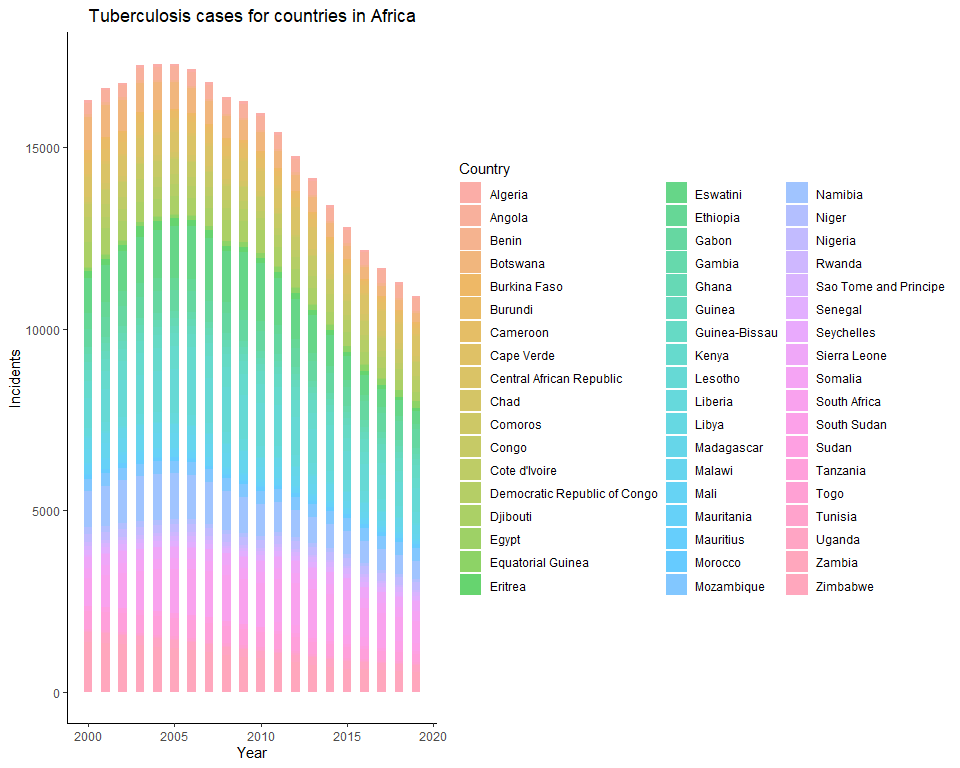 Tuberculosis cases for countries in Africa
Incidents
15000
10000
5000
0
2000 2005 2010 2015 2020
Year
Country
Algeria
Angola
Benin
Botswana
Burkina Faso
Burundi
Cameroon
Cape Verde
Central African Republic
Chad
Comoros
Congo
Cote d'Ivoire
Democratic Republic of Congo
Djibouti
Egypt
Equatorial Guinea
Eritrea
Eswatini
Ethiopia
Gabon
Gambia
Ghana
Guinea
Guinea-Bissau
Kenya
Lesotho
Liberia
Libya
Madagascar
Malawi
Mali
Mauritania
Mauritius
Morocco
Mozambique
Namibia
Niger
Nigeria
Rwanda
Sao Tome and Principe
Senegal
Seychelles
Sierra Leone
Somalia
South Africa
South Sudan
Sudan
Tanzania
Togo
Tunisia
Uganda
Zambia
Zimbabwe